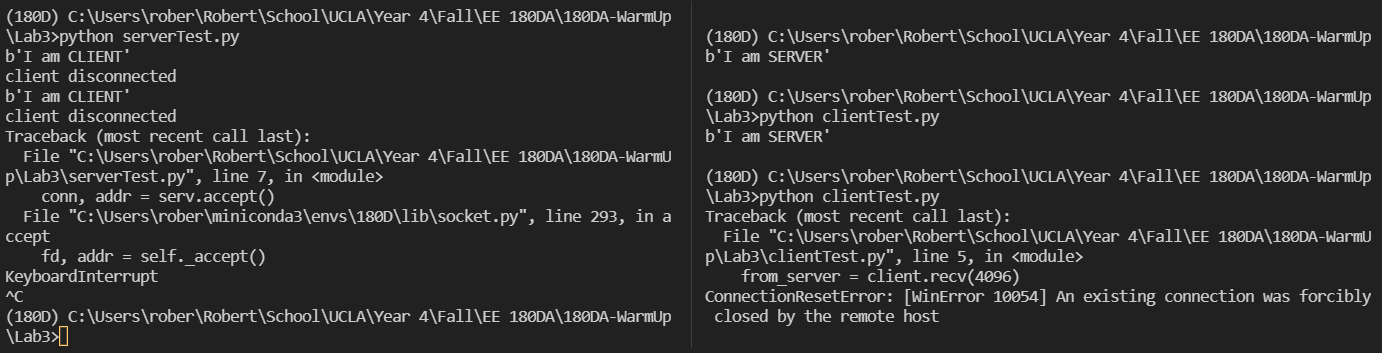 (180D) C:\Users\rober\Robert\School\UCLA\Year 4\Fall\EE 180DA\180DA-WarmUp
\Lab3>python serverTest.py
b'I am CLIENT'
client disconnected
b'I am CLIENT'
client disconnected
Traceback (most recent call last):
  File "C:\Users\rober\Robert\School\UCLA\Year 4\Fall\EE 180DA\180DA-WarmU
p\Lab3\serverTest.py", line 7, in <module>
    conn, addr = serv.accept()
  File "C:\Users\rober\miniconda3\envs\180D\lib\socket.py", line 293, in a
ccept
    fd, addr = self._accept()
KeyboardInterrupt
^C
(180D) C:\Users\rober\Robert\School\UCLA\Year 4\Fall\EE 180DA\180DA-WarmUp
\Lab3>
(180D) C:\Users\rober\Robert\School\UCLA\Year 4\Fall\EE 180DA\180DA-WarmUp
b'I am SERVER'
(180D) C:\Users\rober\Robert\School\UCLA\Year 4\Fall\EE 180DA\180DA-WarmUp
\Lab3>python clientTest.py
b'I am SERVER'
(180D) C:\Users\rober\Robert\School\UCLA\Year 4\Fall\EE 180DA\180DA-WarmUp
\Lab3>python clientTest.py
Traceback (most recent call last):
  File "C:\Users\rober\Robert\School\UCLA\Year 4\Fall\EE 180DA\180DA-WarmU
p\Lab3\clientTest.py", line 5, in <module>
    from_server = client.recv(4096)
ConnectionResetError: [WinError 10054] An existing connection was forcibly
 closed by the remote host